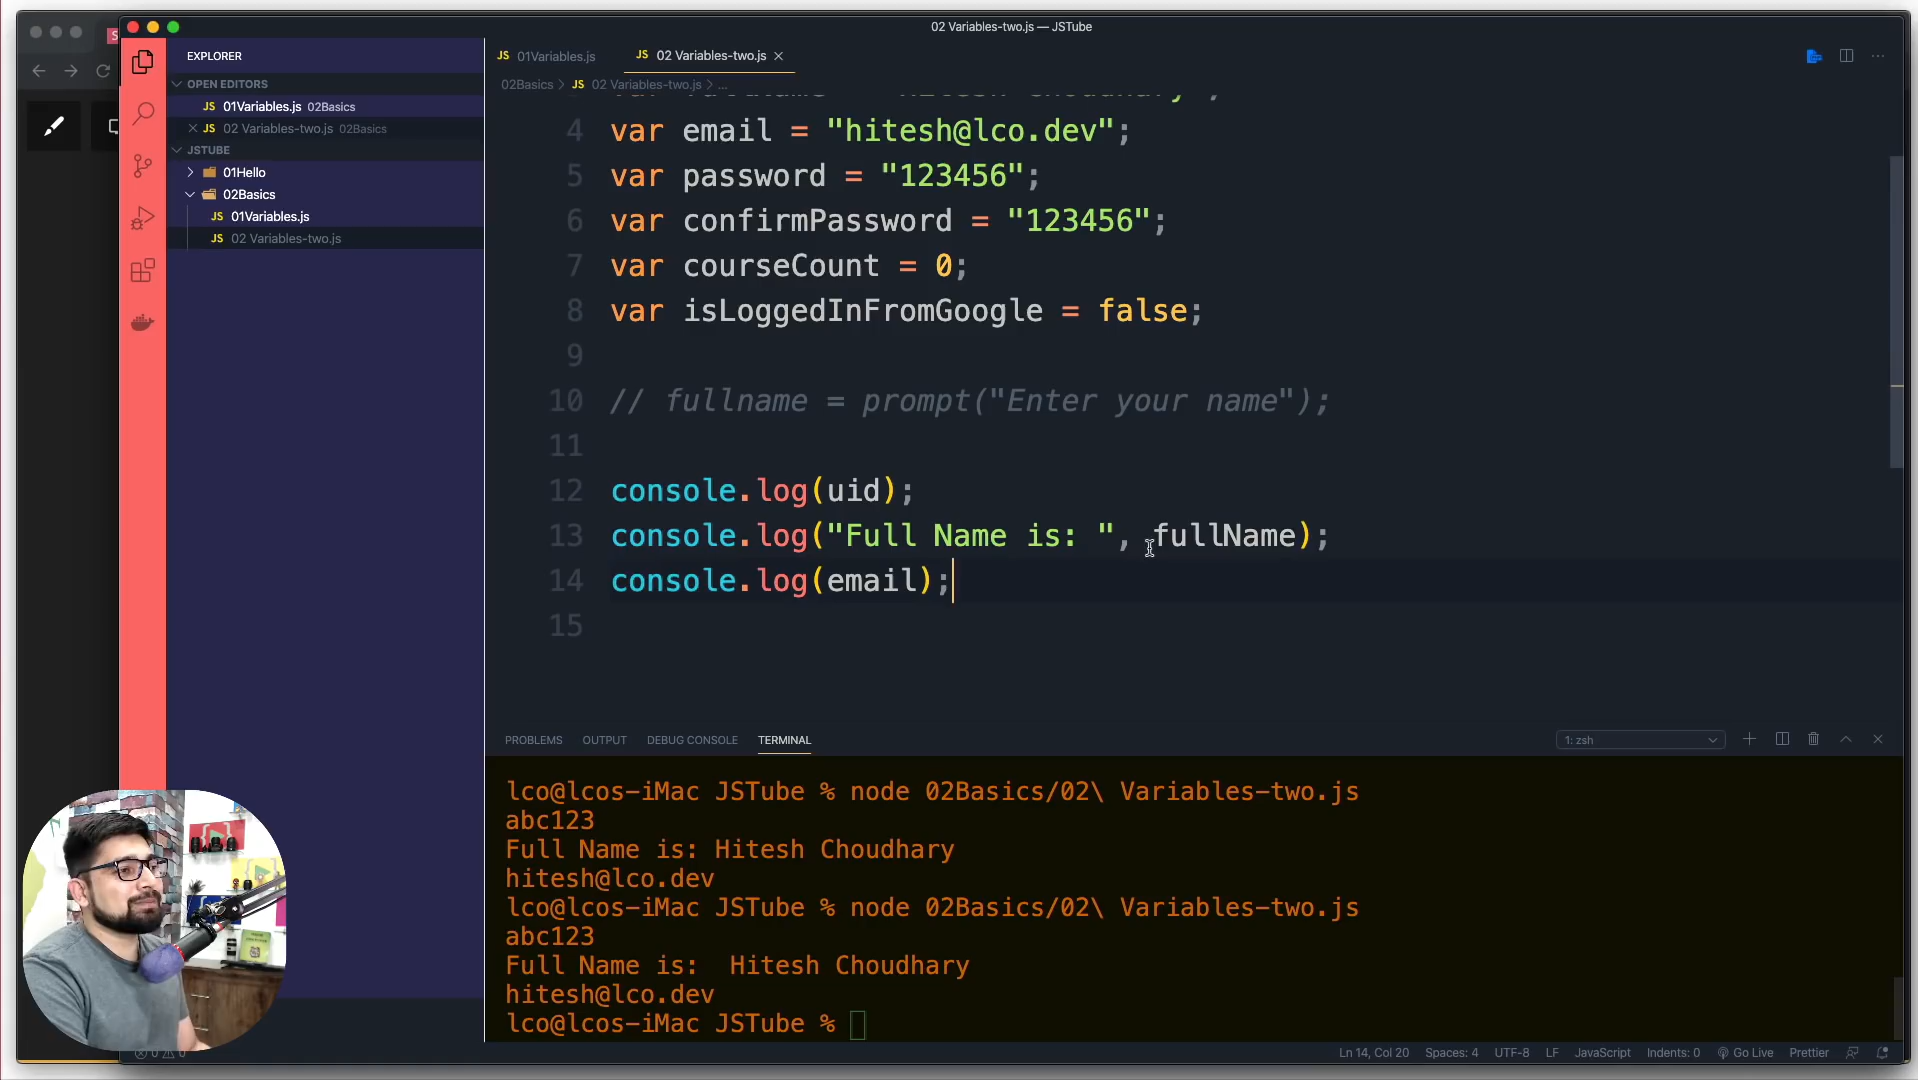 02 Variables-two.js — JSTube
EXPLORER
OPEN EDITORS
JS 01Variables.js 02Basics
JS 02 Variables-two.js 02Basics
JSTUBE
01Hello
02Basics
JS 01Variables.js
JS 02 Variables-two.js
JS 01Variables.js
JS 02 Variables-two.js
02Basics > JS 02 Variables-two.js > ...
4 var email = "hitesh@lco.dev";
5 var password = "123456";
6 var confirmPassword = "123456";
7 var courseCount = 0;
8 var isLoggedInFromGoogle = false;
9
10 // fullname = prompt("Enter your name");
11
12 console.log(uid);
13 console.log("Full Name is: ", fullName);
14 console.log(email);
15
PROBLEMS OUTPUT DEBUG CONSOLE TERMINAL
1: zsh
lco@lcos-iMac JSTube % node 02Basics/02\ Variables-two.js
abc123
Full Name is: Hitesh Choudhary
hitesh@lco.dev
lco@lcos-iMac JSTube % node 02Basics/02\ Variables-two.js
abc123
Full Name is:  Hitesh Choudhary
hitesh@lco.dev
lco@lcos-iMac JSTube %
0 0
Ln 14, Col 20 Spaces: 4 UTF-8 LF JavaScript Indents: 0 Go Live Prettier